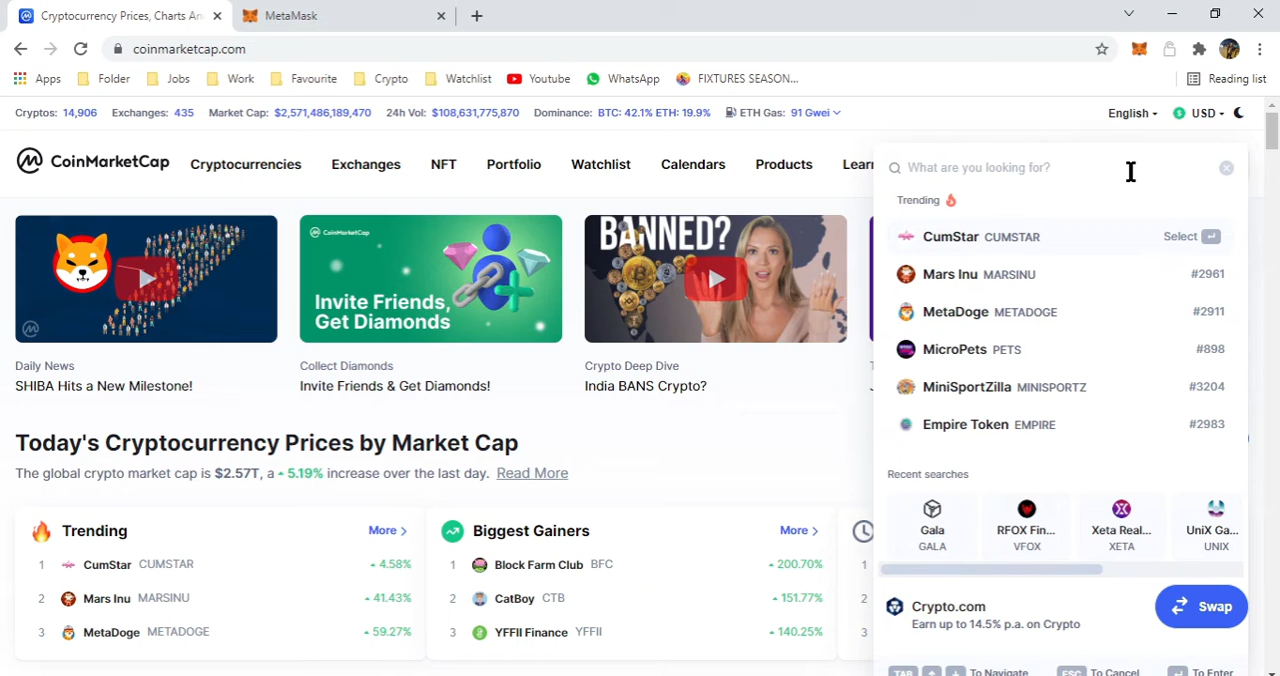 Cryptocurrency Prices, Charts An
MetaMask
coinmarketcap.com
Apps Folder Jobs Work Favourite Crypto Watchlist Youtube WhatsApp FIXTURES SEASON... Reading list
Cryptos: 14,906 Exchanges: 435 Market Cap: $2,571,486,189,470 24h Vol: $108,631,775,870 Dominance: BTC: 42.1% ETH: 19.9% ETH Gas: 91 Gwei English USD
CoinMarketCap Cryptocurrencies Exchanges NFT Portfolio Watchlist Calendars Products Learn
CoinMarketCap
Invite Friends,
Get Diamonds
BANNED?
Daily News
SHIBA Hits a New Milestone!
Collect Diamonds
Invite Friends & Get Diamonds!
Crypto Deep Dive
India BANS Crypto?
Today's Cryptocurrency Prices by Market Cap
The global crypto market cap is $2.57T, a 5.19% increase over the last day. Read More
Trending More
1 CumStar CUMSTAR 4.58%
2 Mars Inu MARSINU 41.43%
3 MetaDoge METADOGE 59.27%
Biggest Gainers More
1 Block Farm Club BFC 200.70%
2 CatBoy CTB 151.77%
3 YFFII Finance YFFII 140.25%
1
2
3
What are you looking for?
Trending
CumStar CUMSTAR Select
Mars Inu MARSINU #2961
MetaDoge METADOGE #2911
MicroPets PETS #898
MiniSportZilla MINISPORTZ #3204
Empire Token EMPIRE #2983
Recent searches
Gala
GALA
RFOX Fin...
VFOX
Xeta Real...
XETA
UniX Ga...
UNIX
Crypto.com
Earn up to 14.5% p.a. on Crypto
Swap
TAB To Navigate ESC To Cancel To Enter